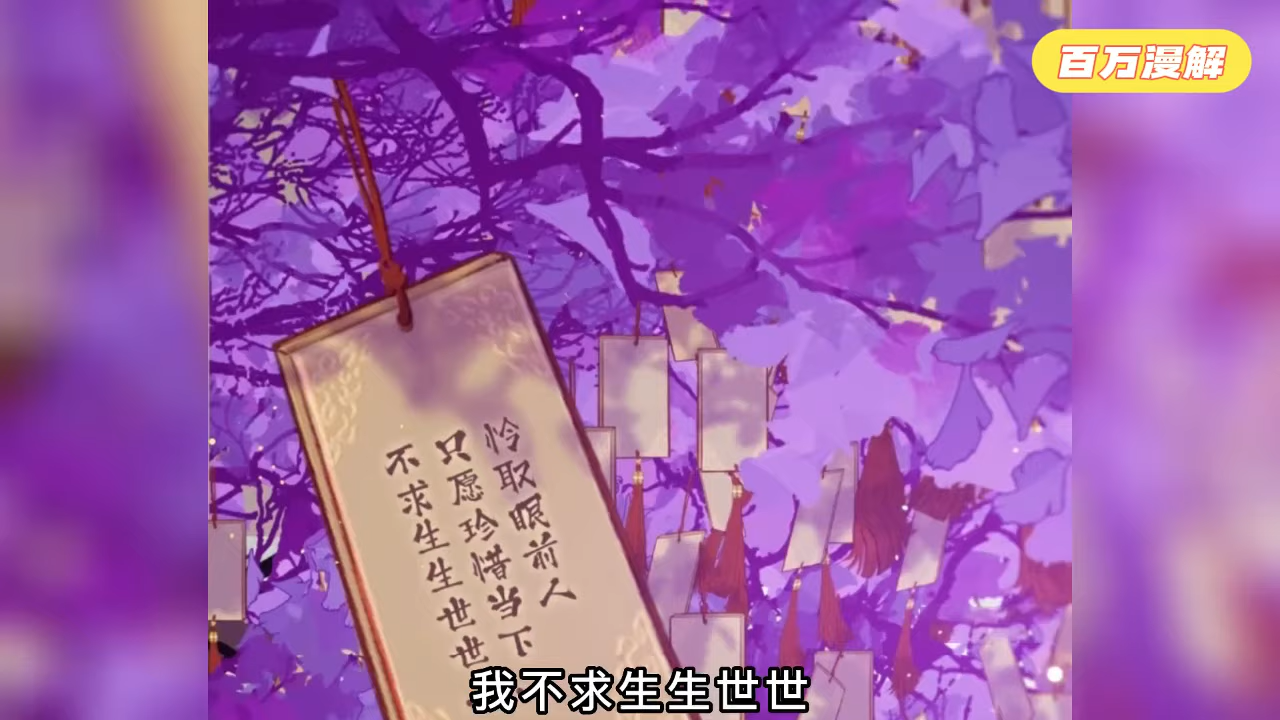 百万漫解
不求生生世世
只愿珍惜当下
怜取眼前人
我不求生生世世